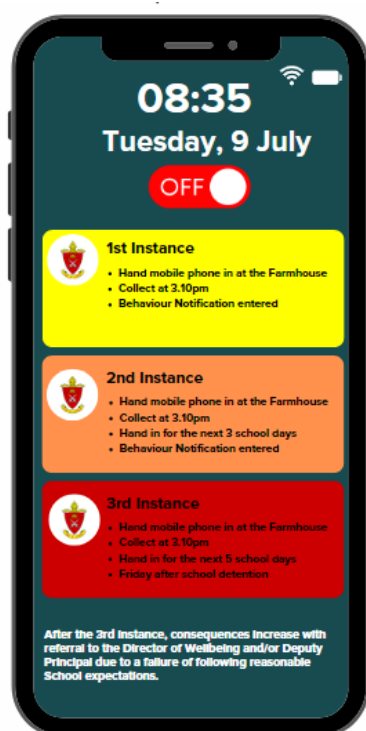 08:35
Tuesday, 9 July
OFF
1st Instance
• Hand mobile phone in at the Farmhouse
• Collect at 3.10pm
• Behaviour Notification entered
2nd Instance
• Hand mobile phone in at the Farmhouse
• Collect at 3.10pm
• Hand in for the next 3 school days
• Behaviour Notification entered
3rd Instance
• Hand mobile phone in at the Farmhouse
• Collect at 3.10pm
• Hand in for the next 5 school days
• Friday after school detention
After the 3rd Instance, consequences increase with
referral to the Director of Wellbeing and/or Deputy
Principal due to a failure of following reasonable
School expectations.